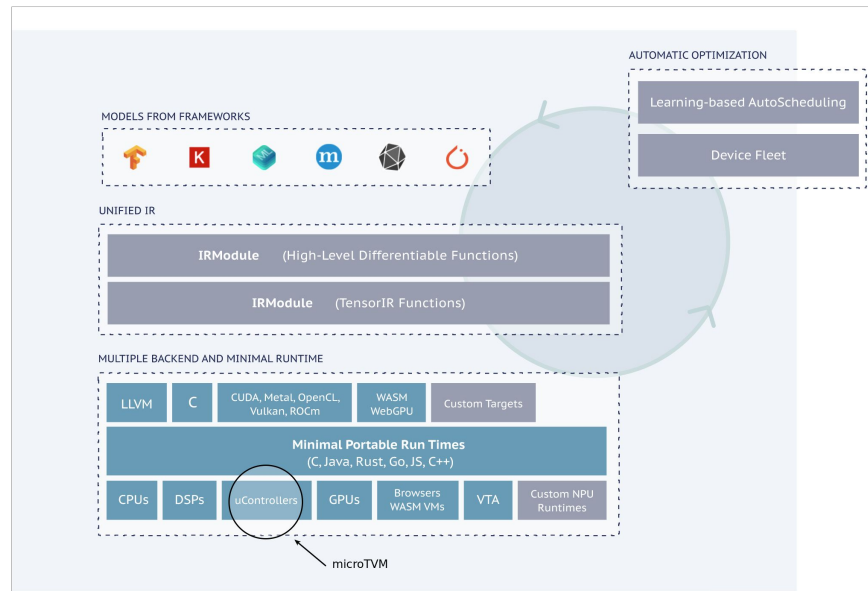 AUTOMATIC OPTIMIZATION
Learning-based AutoScheduling
Device Fleet
MODELS FROM FRAMEWORKS
K
m
UNIFIED IR
IRModule (High-Level Differentiable Functions)
IRModule (TensorIR Functions)
MULTIPLE BACKEND AND MINIMAL RUNTIME
LLVM
C
CUDA, Metal, OpenCL,
Vulkan, ROCm
WASM
WebGPU
Custom Targets
Minimal Portable Run Times
(C, Java, Rust, Go, JS, C++)
CPUs
DSPs
uControllers
GPUs
Browsers
WASM VMs
VTA
Custom NPU
Runtimes
microTVM